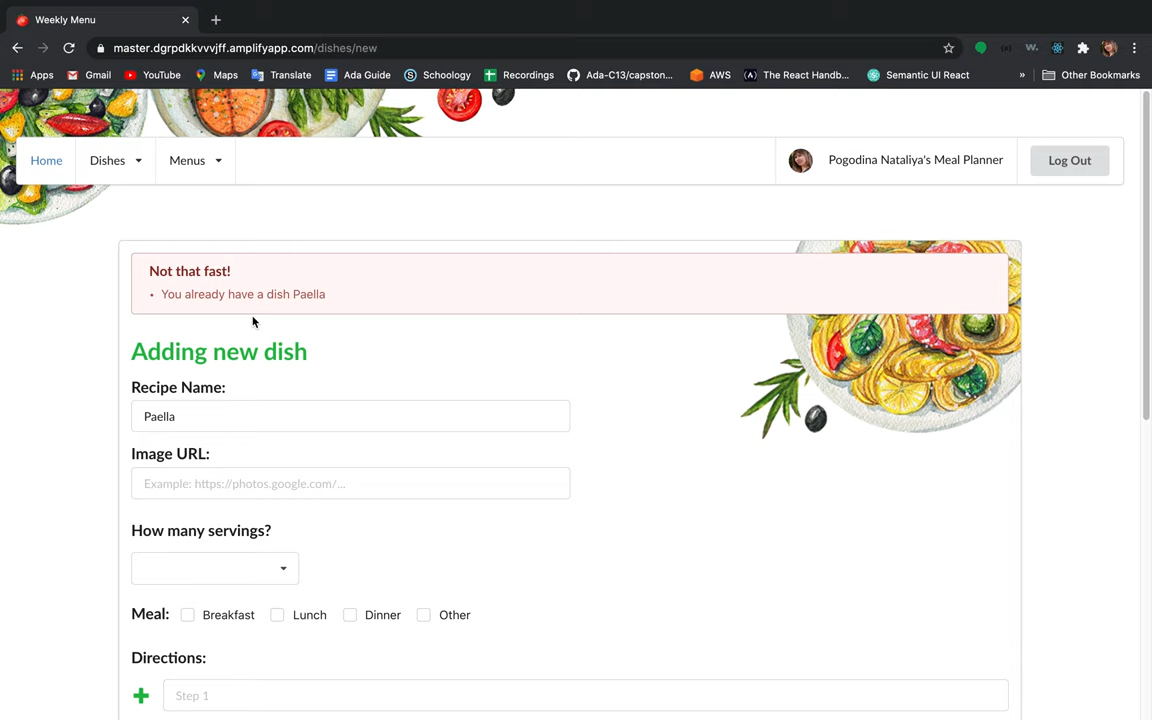 Weekly Menu
master.dgrpdkkvvvjff.amplifyapp.com/dishes/new
Apps Gmail YouTube Maps Translate Ada Guide Schoology Recordings Ada-C13/capston... AWS The React Handb... Semantic UI React » Other Bookmarks
Home Dishes Menus Pogodina Nataliya's Meal Planner Log Out
Not that fast!
• You already have a dish Paella
Adding new dish
Recipe Name:
Paella
Image URL:
Example: https://photos.google.com/...
How many servings?
Meal: Breakfast Lunch Dinner Other
Directions:
Step 1